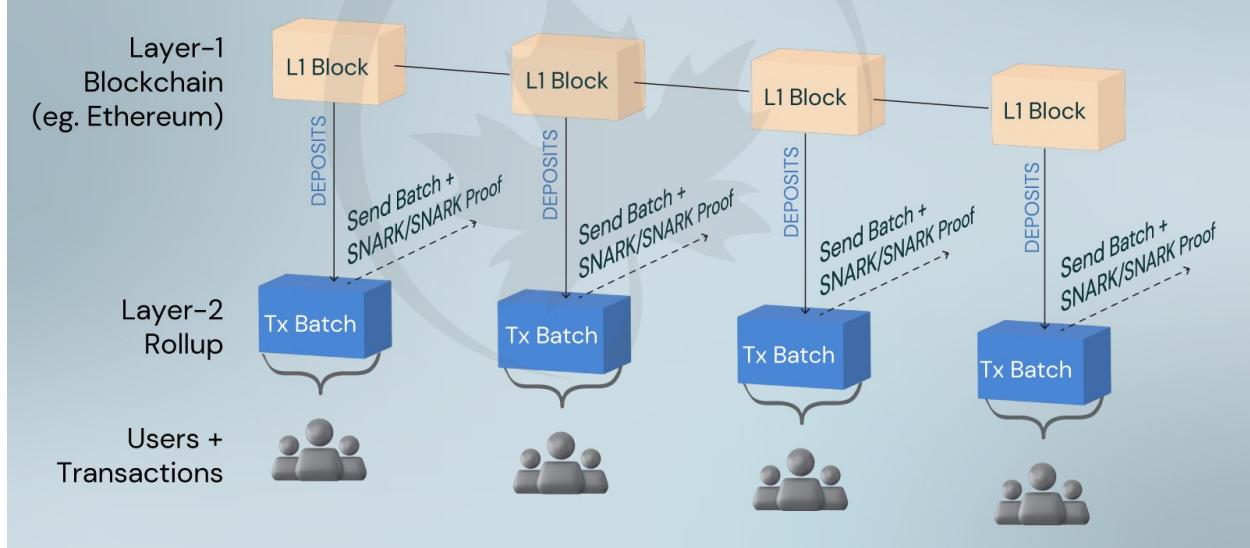 Layer-1
Blockchain
(eg. Ethereum)
L1 Block
L1 Block
L1 Block
L1 Block
DEPOSITS
Send Batch +
SNARK/SNARK Proof
DEPOSITS
Send Batch +
SNARK/SNARK Proof
DEPOSITS
Send Batch +
SNARK/SNARK Proof
DEPOSITS
Send Batch +
SNARK/SNARK Proof
Layer-2
Rollup
Tx Batch
Tx Batch
Tx Batch
Tx Batch
Users +
Transactions